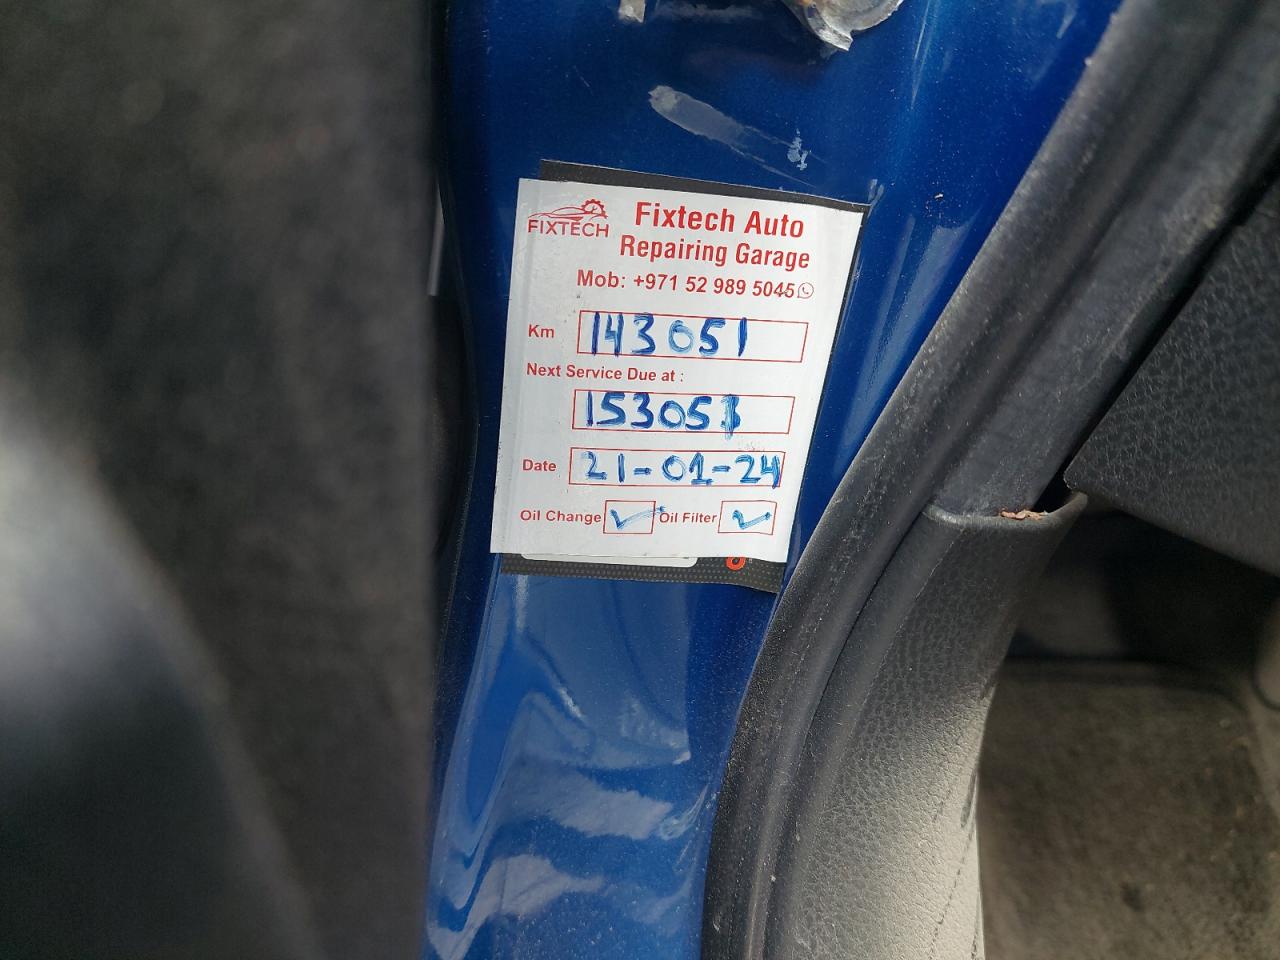 FIXTECH
Fixtech Auto
Repairing Garage
Mob: +971 52 989 5045
Km 143051
Next Service Due at :
153051
Date 21-01-24
Oil Change ✓ Oil Filter ✓